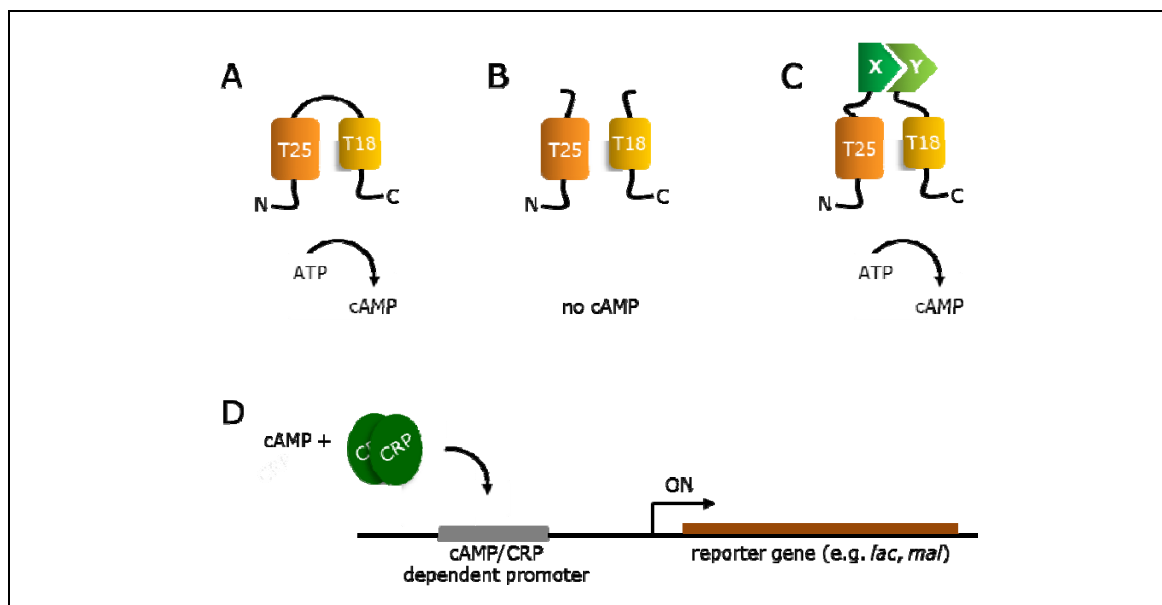 A
B
C
X
Y
T25
T18
T25
T18
T25
T18
N
C
N
C
ATP
cAMP
no cAMP
ATP
cAMP
D
cAMP +
CRP
ON
cAMP/CRP
dependent promoter
reporter gene (e.g. lac, mal)